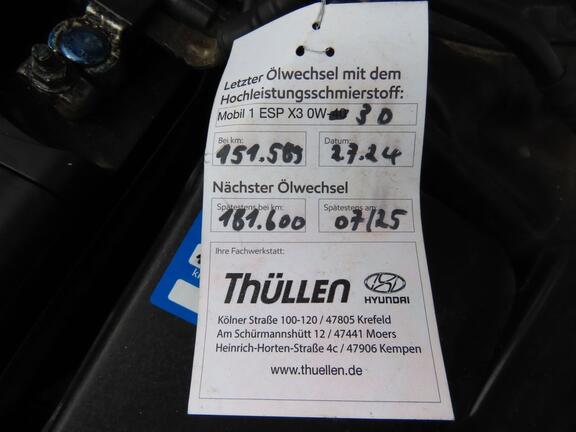 Letzter Ölwechsel mit dem
Hochleistungsschmierstoff:
Mobil 1 ESP X3 0W- 30
Bei km: Datum:
151.589 27.24
Nächster Ölwechsel
Spätestens bei km: Spätestens am:
181.600 07/25
Ihre Fachwerkstatt:
THÜLLEN HYUNDAI
Kölner Straße 100-120 / 47805 Krefeld
Am Schürmannshütt 12 / 47441 Moers
Heinrich-Horten-Straße 4c / 47906 Kempen
www.thuellen.de